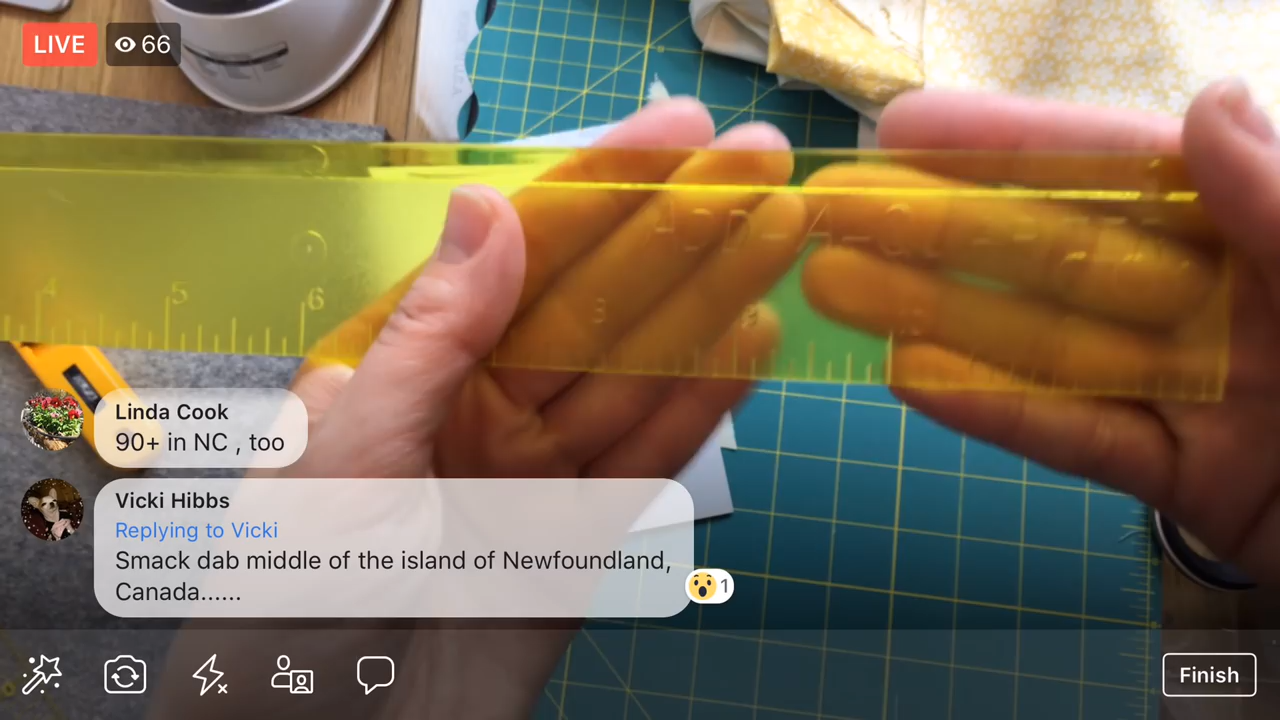 LIVE
66
4
5
6
Linda Cook
90+ in NC , too
Vicki Hibbs
Replying to Vicki
Smack dab middle of the island of Newfoundland,
Canada......
1
Finish